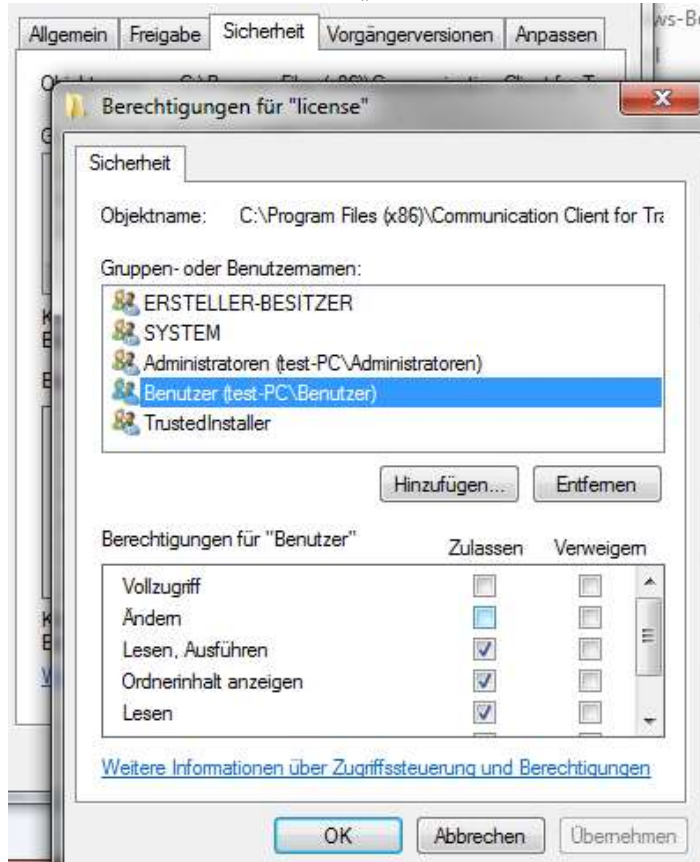 ws-Be
Allgemein Freigabe Sicherheit Vorgängerversionen Anpassen
Berechtigungen für "license"
Sicherheit
Objektname: C:\Program Files (x86)\Communication Client for Tra
Gruppen- oder Benutzernamen:
ERSTELLER-BESITZER
SYSTEM
Administratoren (test-PC\Administratoren)
Benutzer (test-PC\Benutzer)
TrustedInstaller
Hinzufügen... Entfernen
Berechtigungen für "Benutzer" Zulassen Verweigern
Vollzugriff
Ändern
Lesen, Ausführen
Ordnerinhalt anzeigen
Lesen
Weitere Informationen über Zugriffssteuerung und Berechtigungen
OK Abbrechen Übernehmen